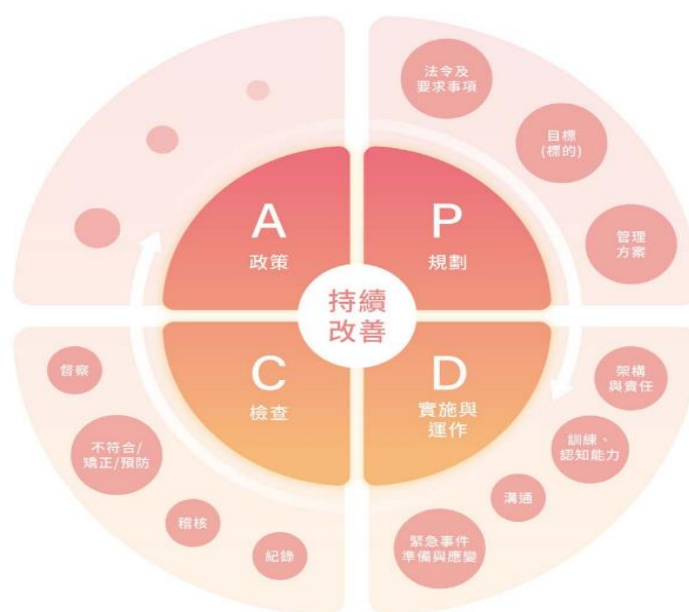 法令及
要求事項
目標
(標的)
管理
方案
A
政策
P
規劃
持續
改善
C
檢查
D
實施與
運作
督察
不符合/
矯正/預防
稽核
紀錄
架構
與責任
訓練、
認知能力
溝通
緊急事件
準備與應變